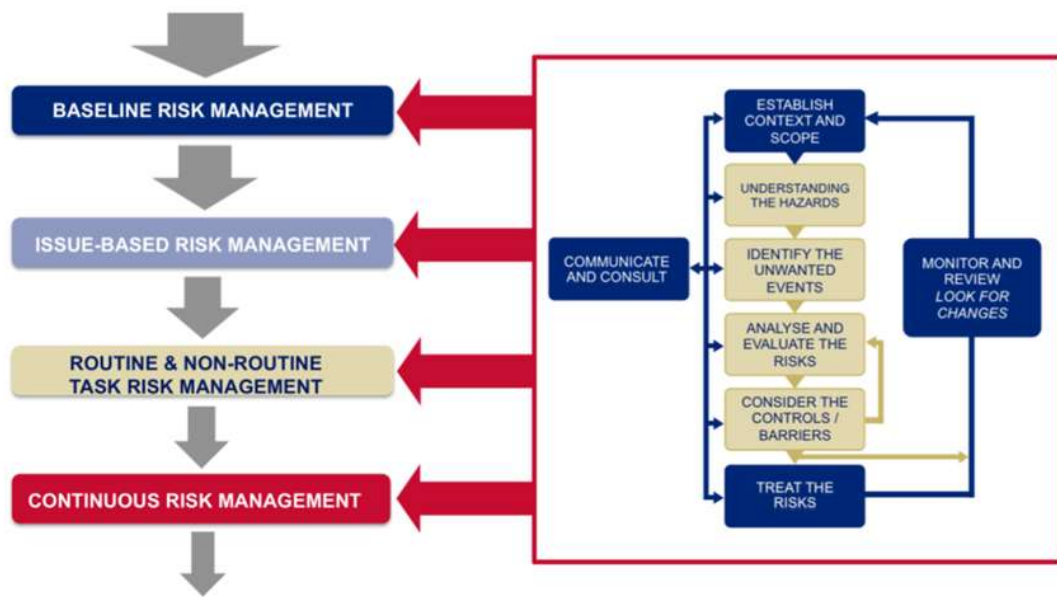 BASELINE RISK MANAGEMENT
ISSUE-BASED RISK MANAGEMENT
ROUTINE & NON-ROUTINE
TASK RISK MANAGEMENT
CONTINUOUS RISK MANAGEMENT
COMMUNICATE
AND CONSULT
ESTABLISH
CONTEXT AND
SCOPE
UNDERSTANDING
THE HAZARDS
IDENTIFY THE
UNWANTED
EVENTS
ANALYSE AND
EVALUATE THE
RISKS
CONSIDER THE
CONTROLS /
BARRIERS
TREAT THE
RISKS
MONITOR AND
REVIEW
LOOK FOR
CHANGES